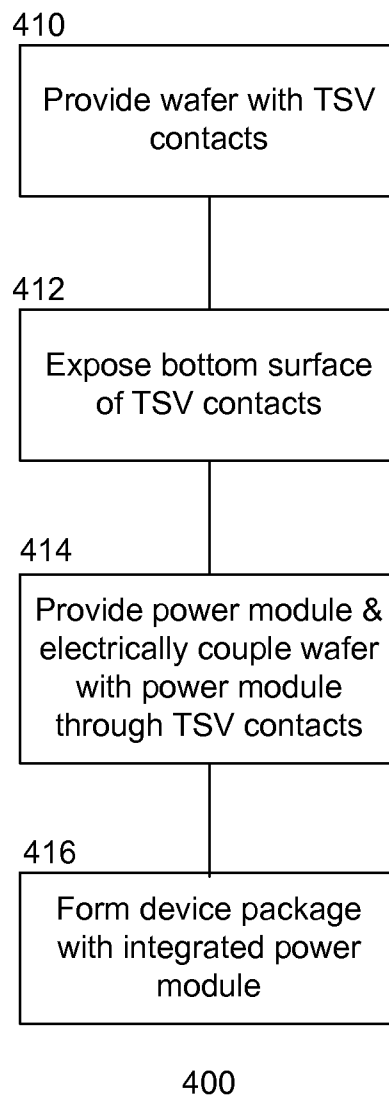 410
Provide wafer with TSV
contacts
412
Expose bottom surface
of TSV contacts
414
Provide power module &
electrically couple wafer
with power module
through TSV contacts
416
Form device package
with integrated power
module
400